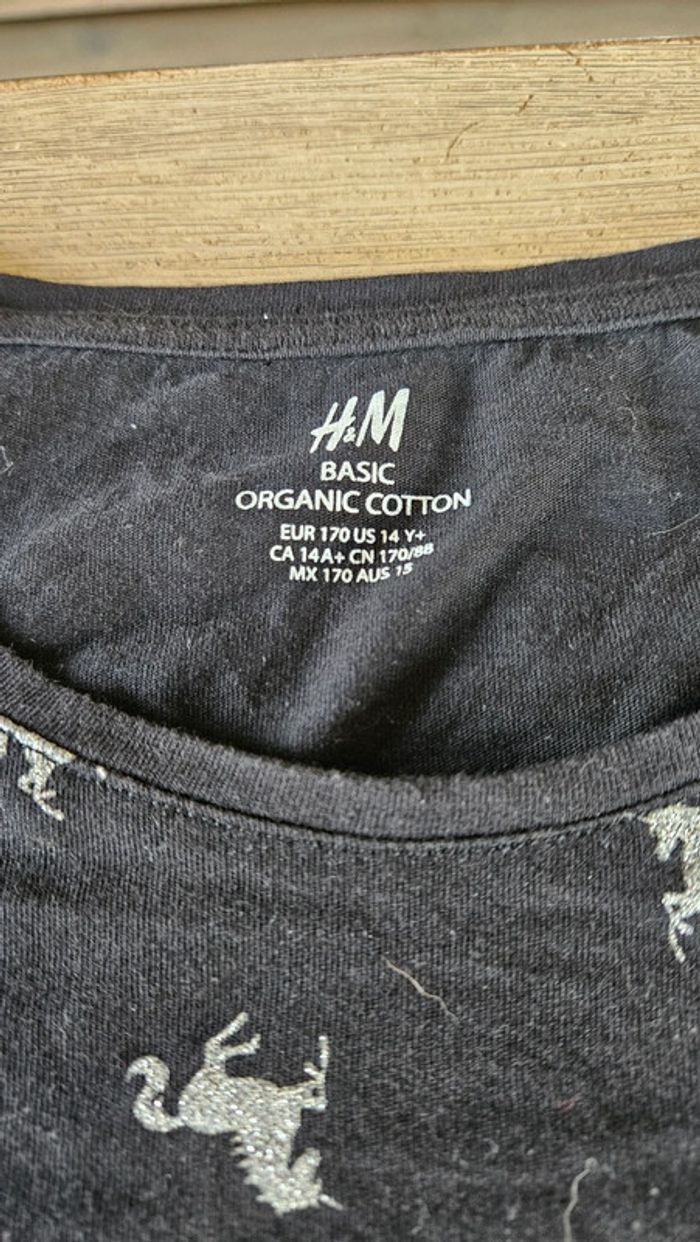 H&M
BASIC
ORGANIC COTTON
EUR 170 US 14 Y+
CA 14A+ CN 170/88
MX 170 AUS 15